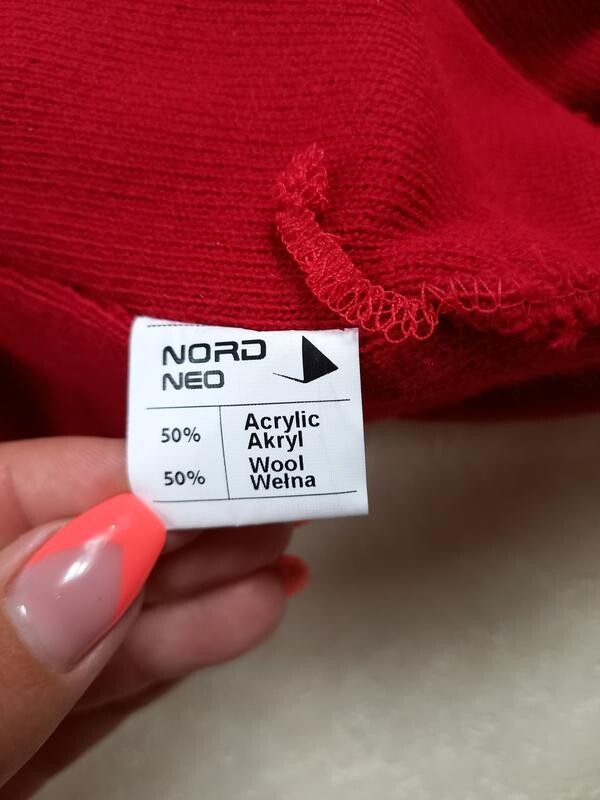 NORD
NEO
50% Acrylic
Akryl
50% Wool
Wełna